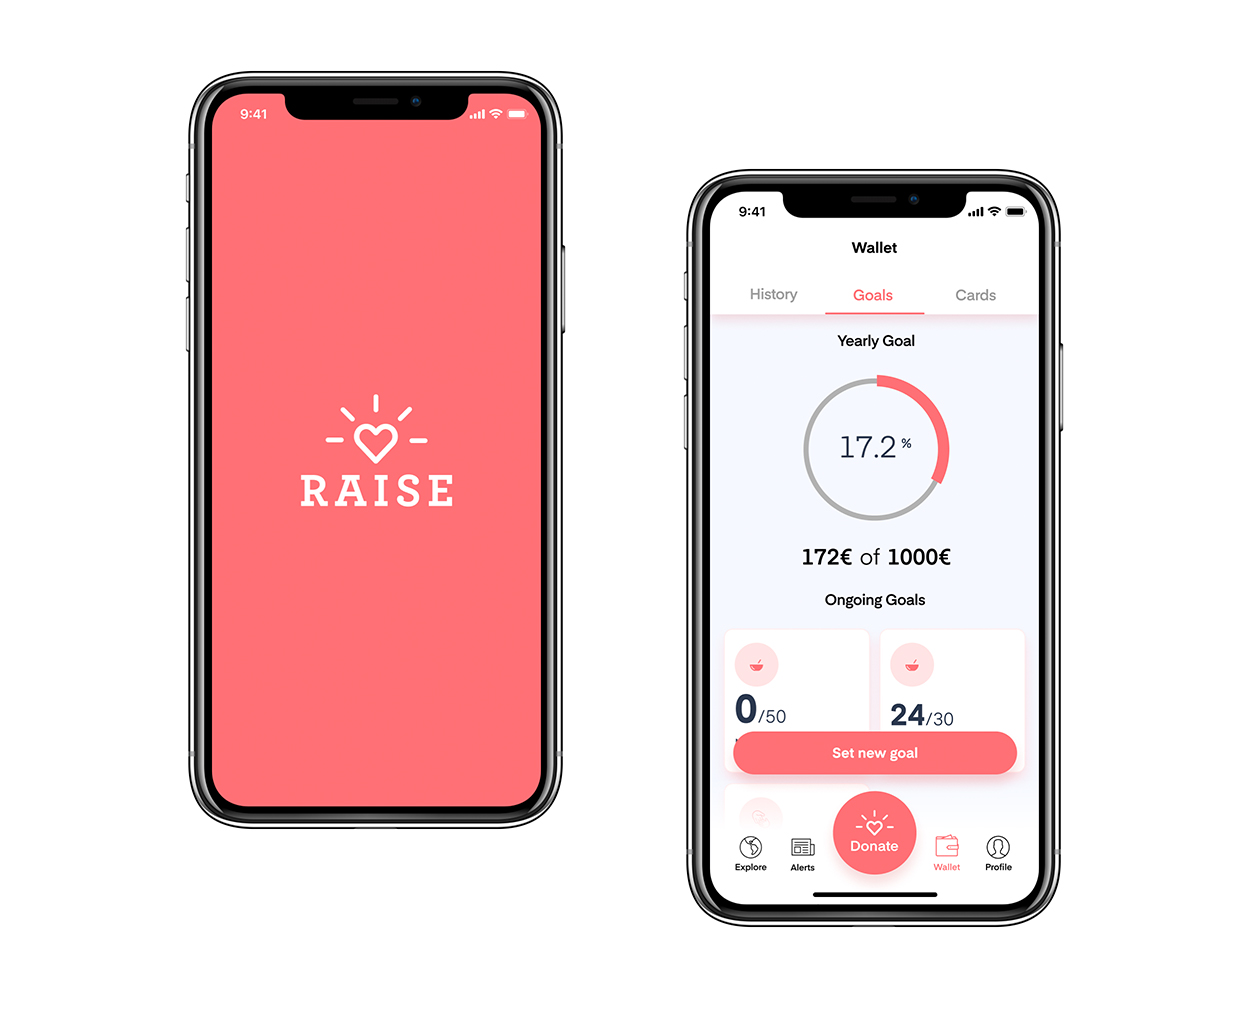 9:41
RAISE
9:41
Wallet
History Goals Cards
Yearly Goal
17.2 %
172€ of 1000€
Ongoing Goals
0/50 24/30
Set new goal
Donate
Explore Alerts Wallet Profile